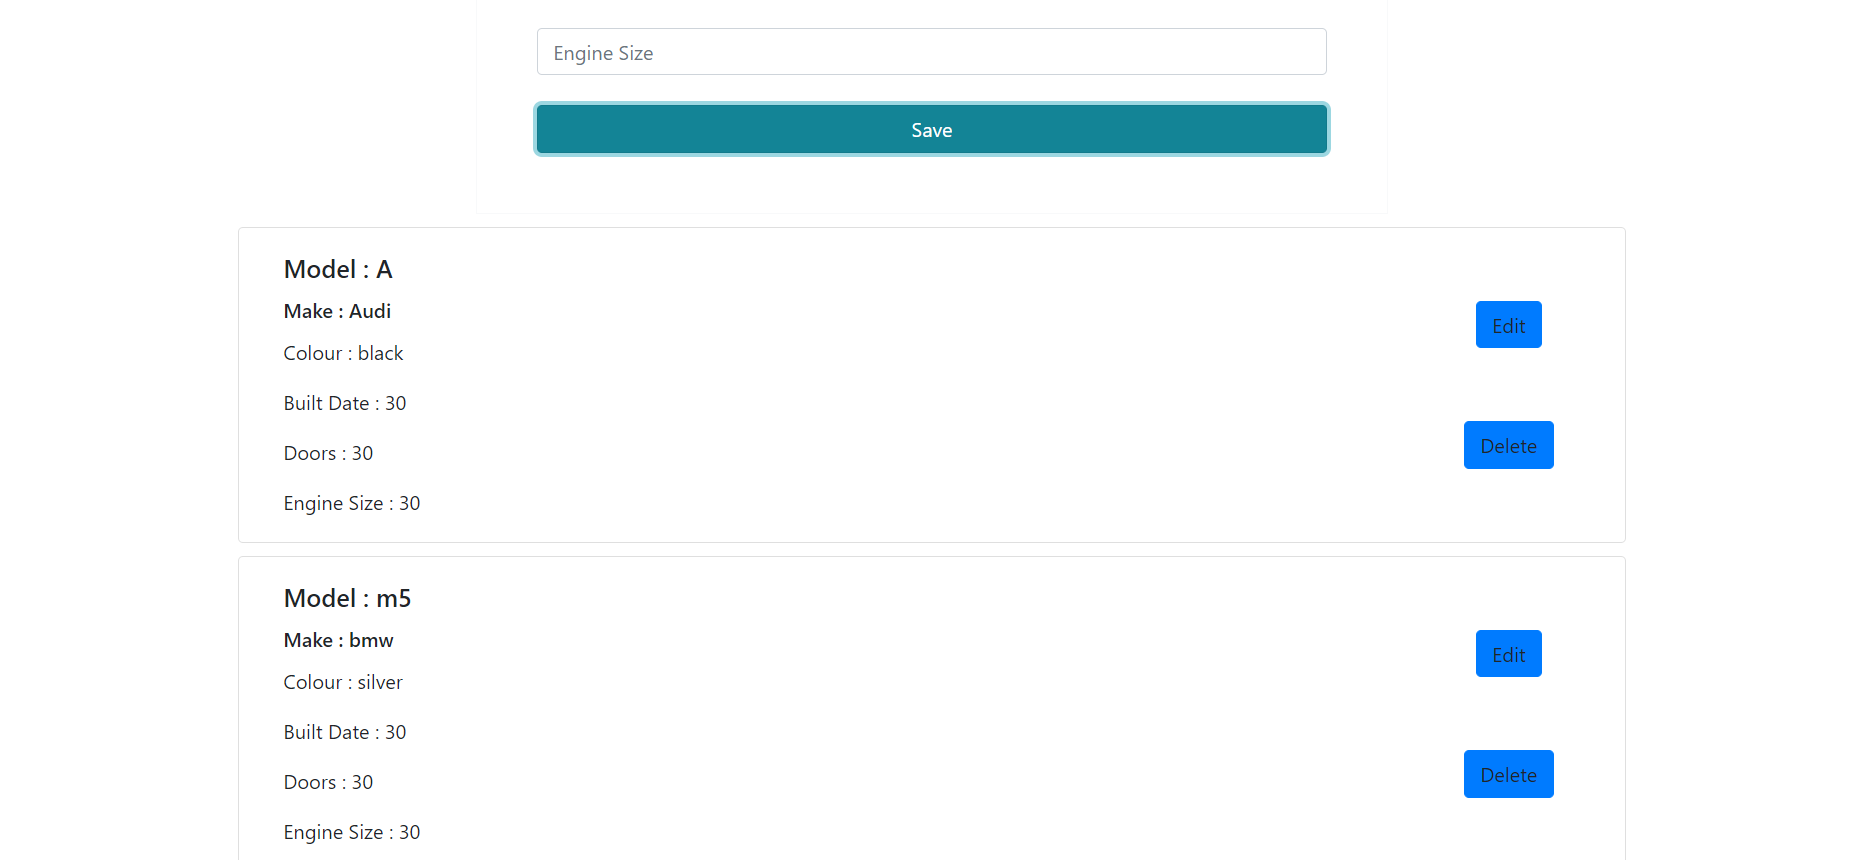 Engine Size
Save
Model : A
Make : Audi
Colour : black
Built Date : 30
Doors : 30
Engine Size : 30
Edit
Delete
Model : m5
Make : bmw
Colour : silver
Built Date : 30
Doors : 30
Engine Size : 30
Edit
Delete